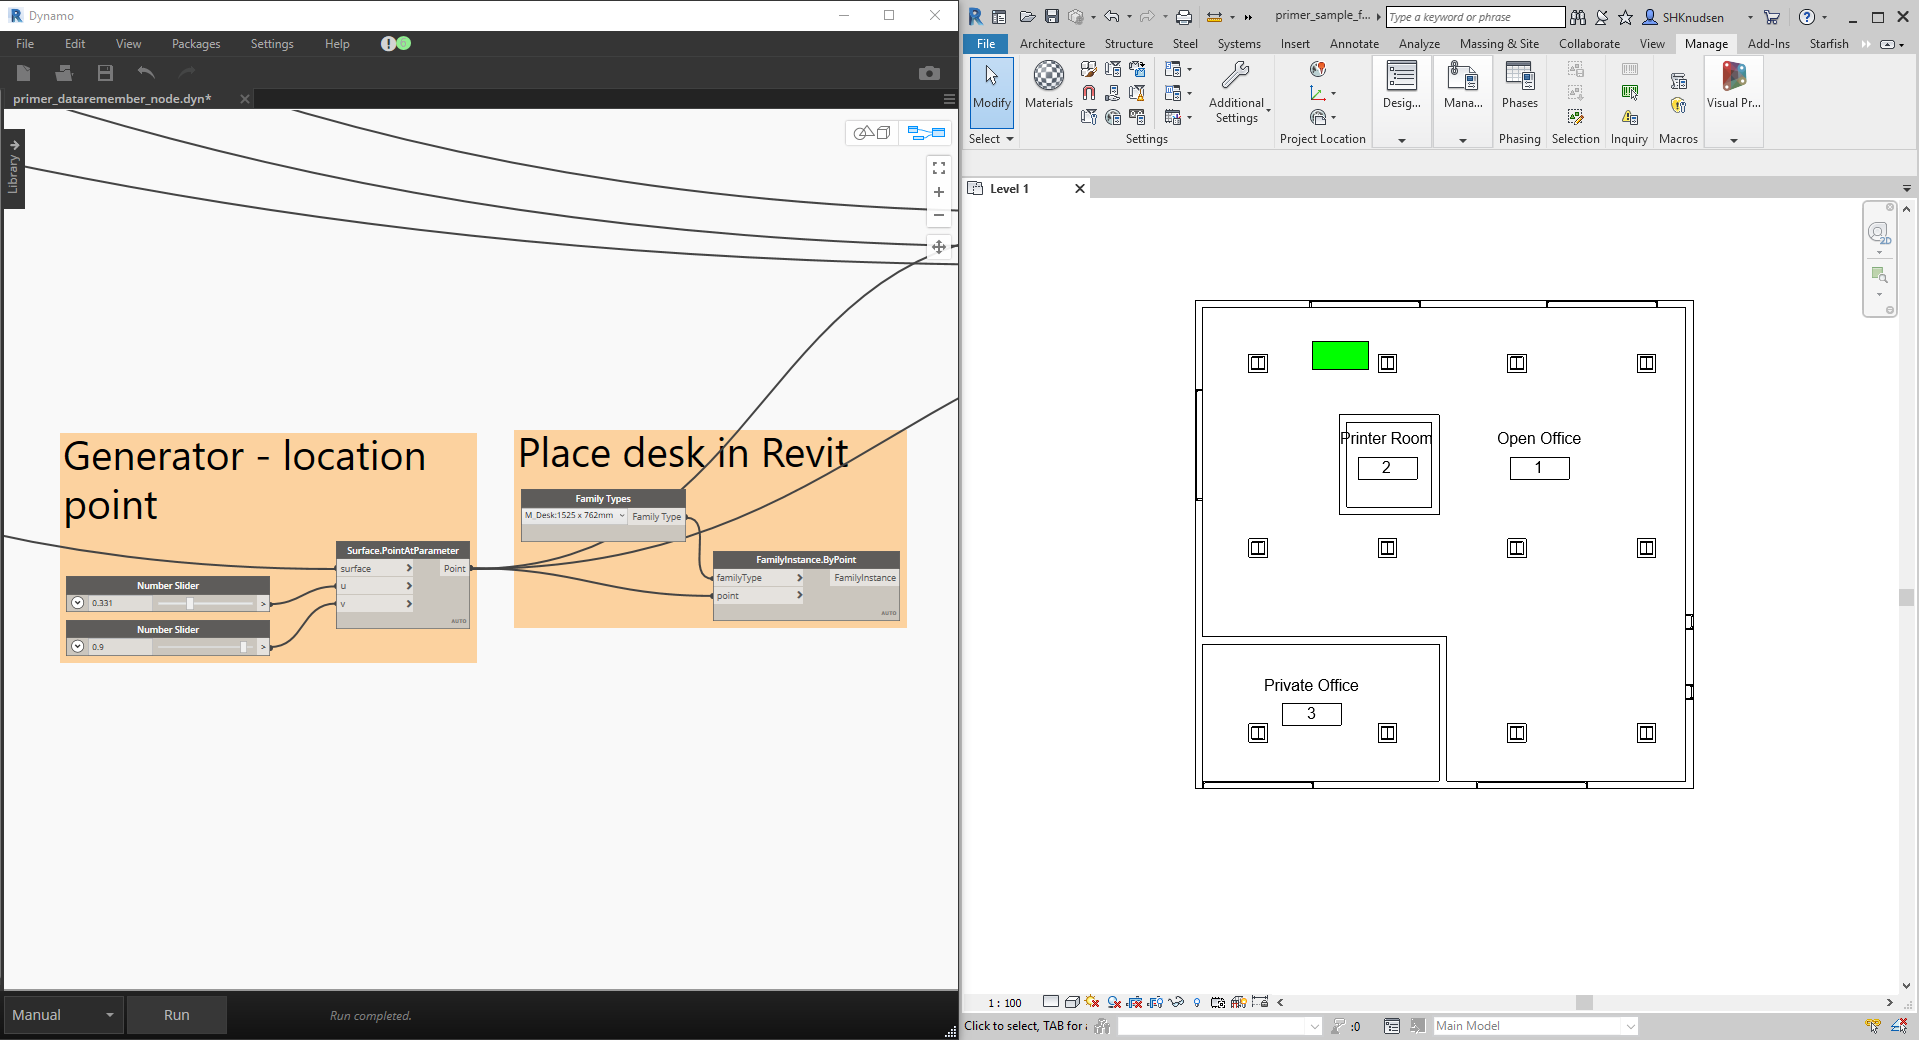 Dynamo
File Edit View Packages Settings Help
primer_dataremember_node.dyn*
Library
Generator - location
point
Surface.PointAtParameter
surface > Point
u >
v >
AUTO
Number Slider
0.331 >
Number Slider
0.9 >
Place desk in Revit
Family Types
M_Desk:1525 x 762mm Family Type
FamilyInstance.ByPoint
familyType > FamilyInstance
point >
AUTO
Manual Run Run completed.
primer_sample_f... Type a keyword or phrase SHKnudsen
File Architecture Structure Steel Systems Insert Annotate Analyze Massing & Site Collaborate View Manage Add-Ins Starfish
Modify Materials Additional Settings Desig... Mana... Phases Visual Pr...
Select Settings Project Location Phasing Selection Inquiry Macros
Level 1
2D
Printer Room
2
Open Office
1
Private Office
3
1 : 100
Click to select, TAB for :0 Main Model